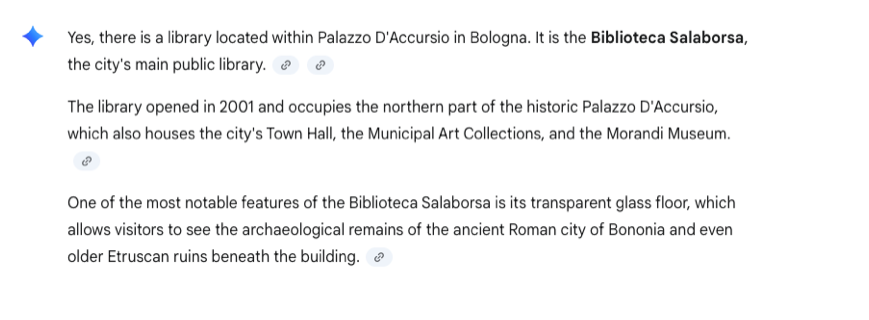 Yes, there is a library located within Palazzo D'Accursio in Bologna. It is the Biblioteca Salaborsa,
the city's main public library.
The library opened in 2001 and occupies the northern part of the historic Palazzo D'Accursio,
which also houses the city's Town Hall, the Municipal Art Collections, and the Morandi Museum.
One of the most notable features of the Biblioteca Salaborsa is its transparent glass floor, which
allows visitors to see the archaeological remains of the ancient Roman city of Bononia and even
older Etruscan ruins beneath the building.